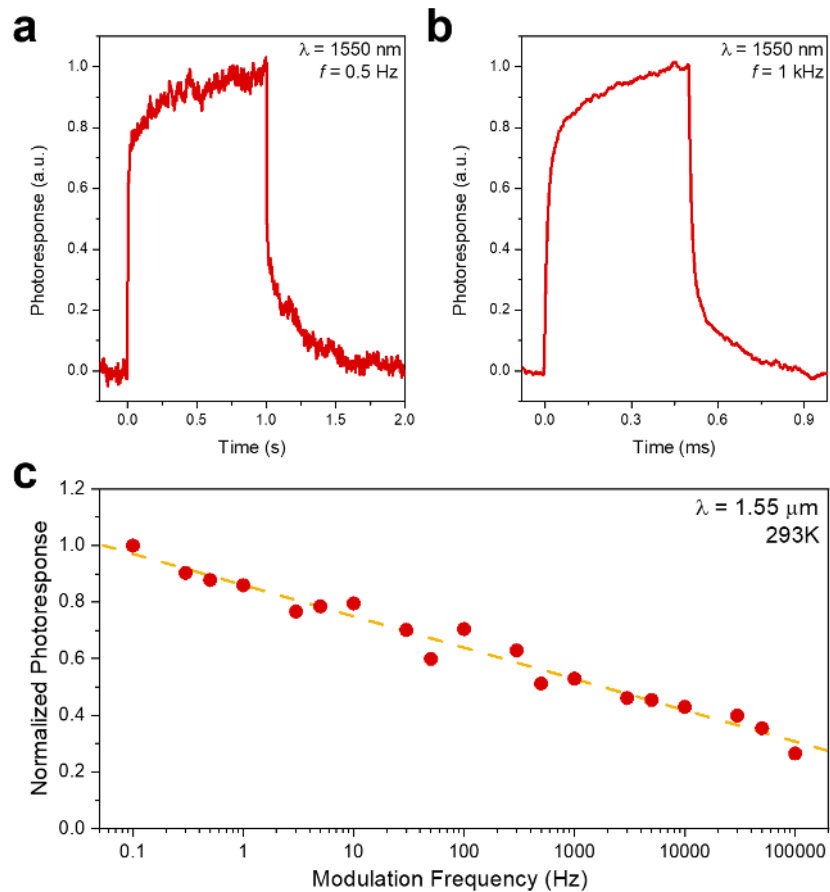 a
λ = 1550 nm
f = 0.5 Hz
1.0
0.8
0.6
0.4
0.2
0.0
Photoresponse (a.u.)
0.0 0.5 1.0 1.5 2.0
Time (s)
b
λ = 1550 nm
f = 1 kHz
1.0
0.8
0.6
0.4
0.2
0.0
Photoresponse (a.u.)
0.0 0.3 0.6 0.9
Time (ms)
c
λ = 1.55 μm
293K
1.2
1.0
0.8
0.6
0.4
0.2
0.0
Normalized Photoresponse
0.1 1 10 100 1000 10000 100000
Modulation Frequency (Hz)